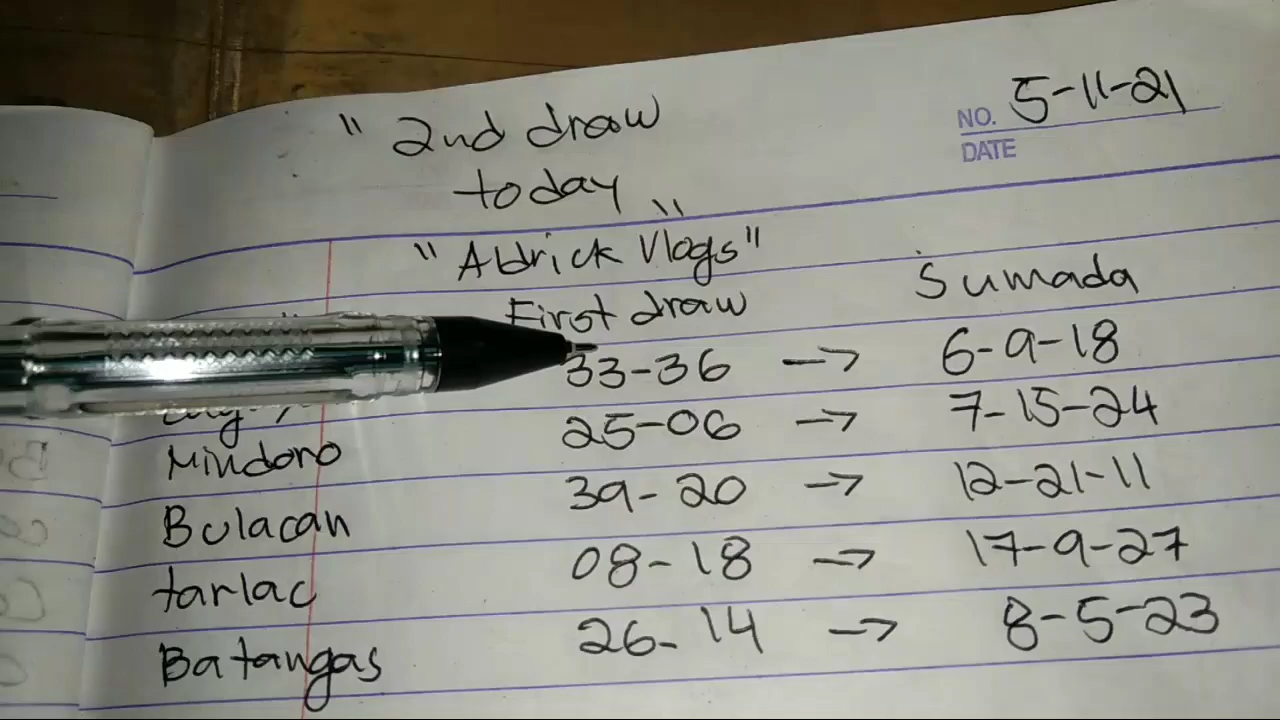 5-11-21
NO.
DATE
"2nd draw
today"
"Aldrick Vlogs"
First draw Sumada
33-36 → 6-9-18
25-06 → 7-15-24
Mindoro 39-20 → 12-21-11
Bulacan 08-18 → 17-9-27
tarlac 26-14 → 8-5-23
Batangas